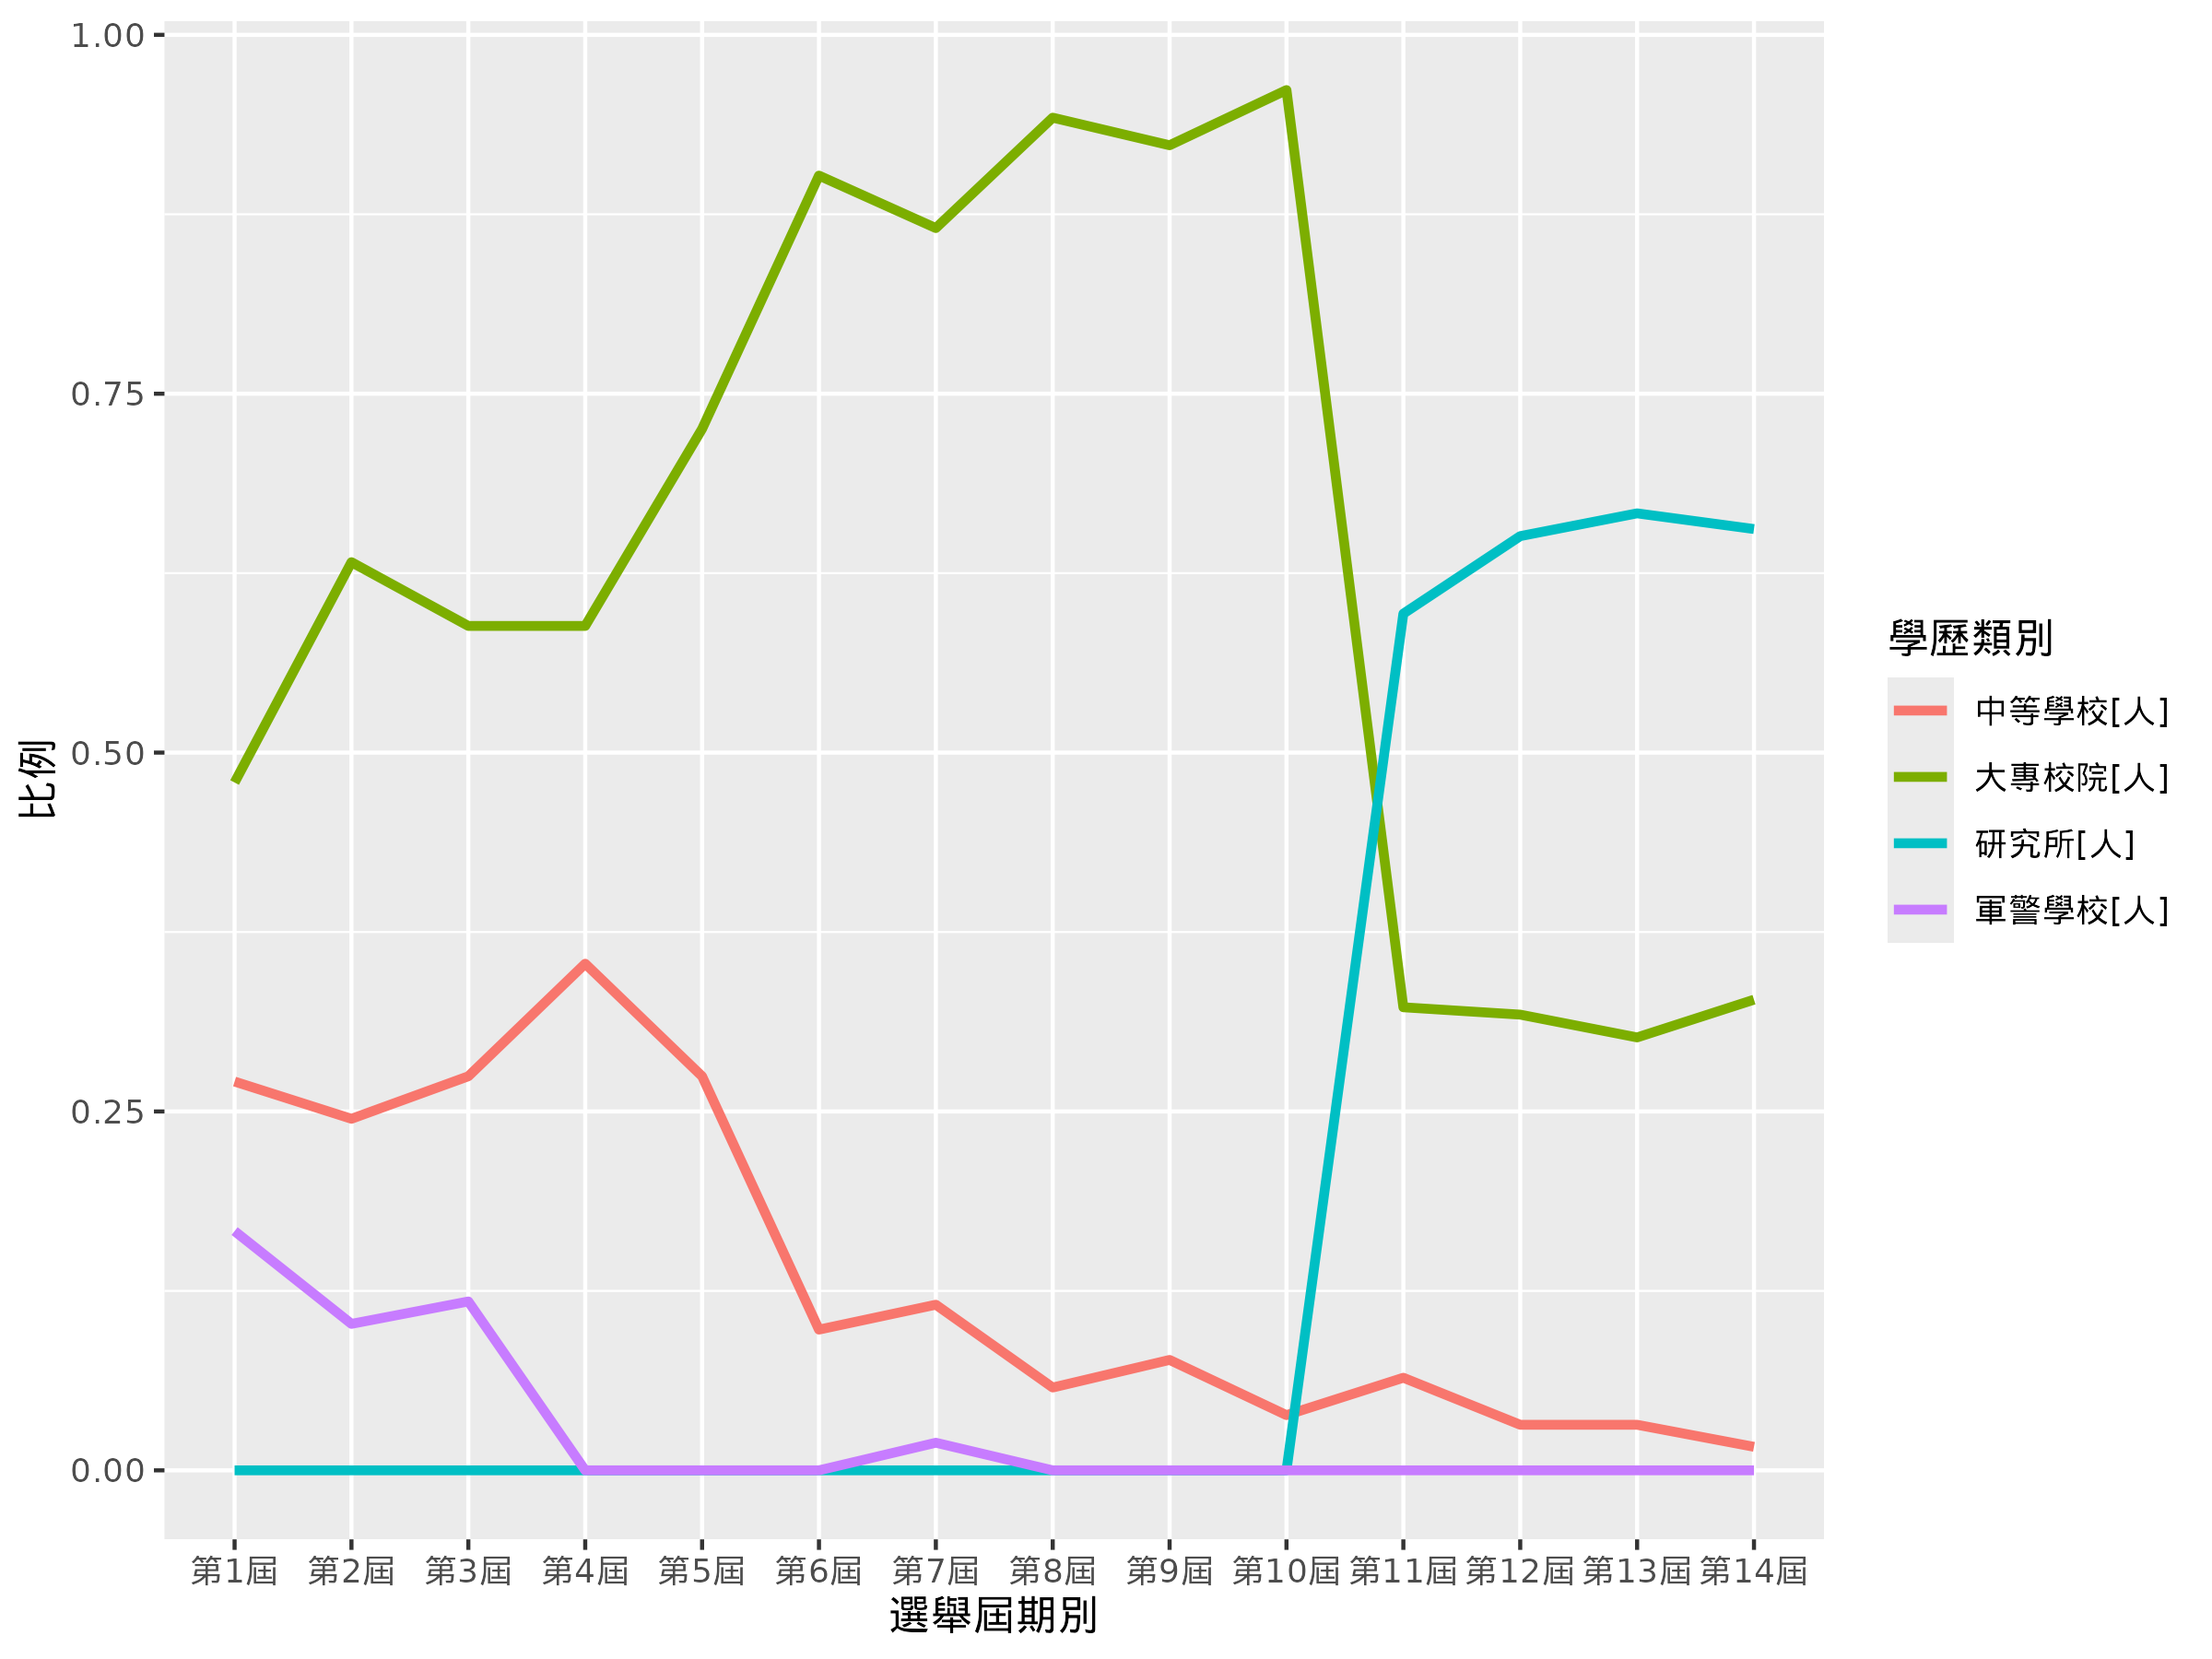 1.00
0.75
0.50
0.25
0.00
比例
第1屆 第2屆 第3屆 第4屆 第5屆 第6屆 第7屆 第8屆 第9屆 第10屆 第11屆 第12屆 第13屆 第14屆
選舉屆期別
學歷類別
中等學校[人]
大專校院[人]
研究所[人]
軍警學校[人]